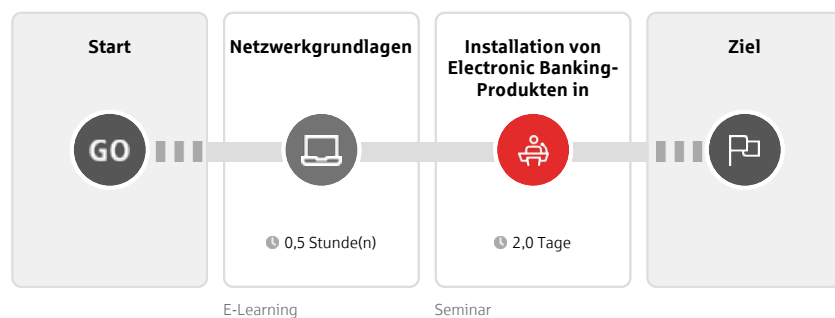 Start
Netzwerkgrundlagen
Installation von
Electronic Banking-
Produkten in
Ziel
GO
0,5 Stunde(n)
2,0 Tage
E-Learning
Seminar